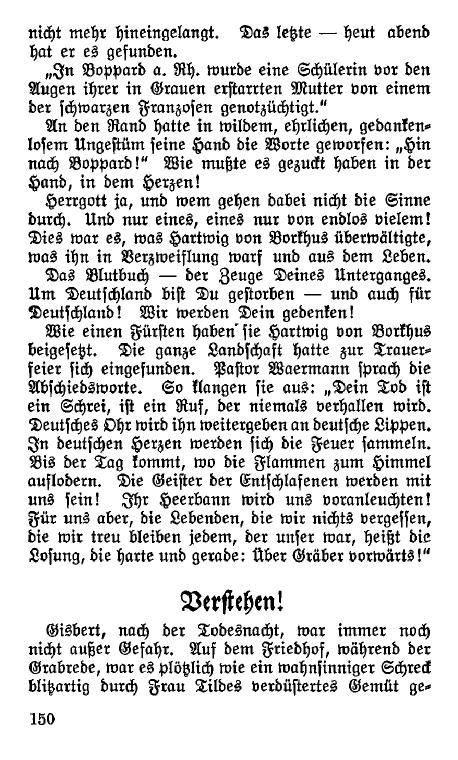 nicht mehr hineingelangt. Das letzte — heut abend
hat er es gefunden.
„In Boppard a. Rh. wurde eine Schülerin vor den
Augen ihrer in Grauen erstarrten Mutter von einem
der schwarzen Franzosen genotzüchtigt.“
An den Rand hatte in wildem, ehrlichen, gedanken-
losem Ungestüm seine Hand die Worte geworfen: „Hin
nach Boppard!“ Wie mußte es gezuckt haben in der
Hand, in dem Herzen!
Herrgott ja, und wem gehen dabei nicht die Sinne
durch. Und nur eines, eines nur von endlos vielem!
Dies war es, was Hartwig von Borkhus überwältigte,
was ihn in Verzweiflung warf und aus dem Leben.
Das Blutbuch — der Zeuge Deines Unterganges.
Um Deutschland bist Du gestorben — und auch für
Deutschland! Wir werden Dein gedenken!
Wie einen Fürsten haben sie Hartwig von Borkhus
beigesetzt. Die ganze Landschaft hatte zur Trauer-
feier sich eingefunden. Pastor Waermann sprach die
Abschiedsworte. So klangen sie aus: „Dein Tod ist
ein Schrei, ist ein Ruf, der niemals verhallen wird.
Deutsches Ohr wird ihn weitergeben an deutsche Lippen.
In deutschen Herzen werden sich die Feuer sammeln.
Bis der Tag kommt, wo die Flammen zum Himmel
auflodern. Die Geister der Entschlafenen werden mit
uns sein! Ihr Heerbann wird uns voranleuchten!
Für uns aber, die Lebenden, die wir nichts vergessen,
die wir treu bleiben jedem, der unser war, heißt die
Losung, die harte und gerade: Über Gräber vorwärts!“
Verstehen!
Gisbert, nach der Todesnacht, war immer noch
nicht außer Gefahr. Auf dem Friedhof, während der
Grabrede, war es plötzlich wie ein wahnsinniger Schreck
blitzartig durch Frau Tildes verdüstertes Gemüt ge-
150